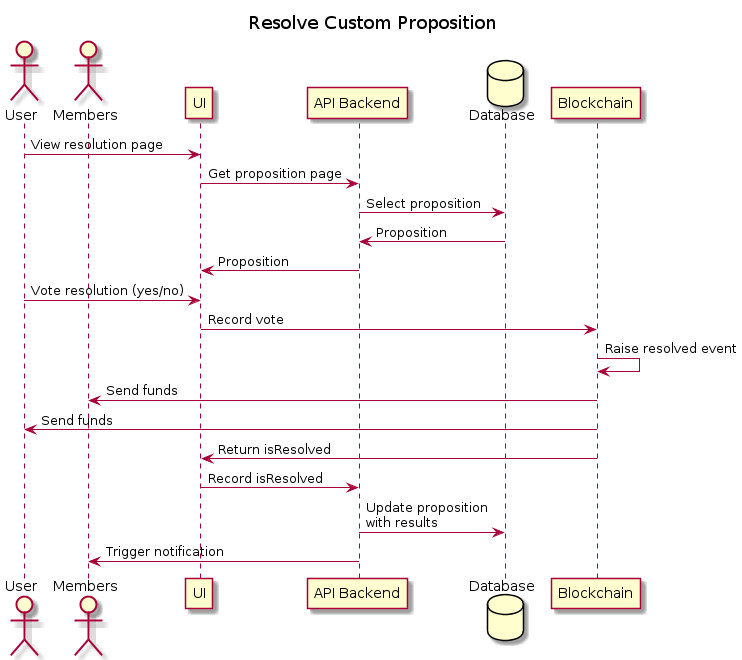 Resolve Custom Proposition
User
Members
UI
API Backend
Database
Blockchain
View resolution page
Get proposition page
Select proposition
Proposition
Proposition
Vote resolution (yes/no)
Record vote
Raise resolved event
Send funds
Send funds
Return isResolved
Record isResolved
Update proposition
with results
Trigger notification
User
Members
UI
API Backend
Database
Blockchain